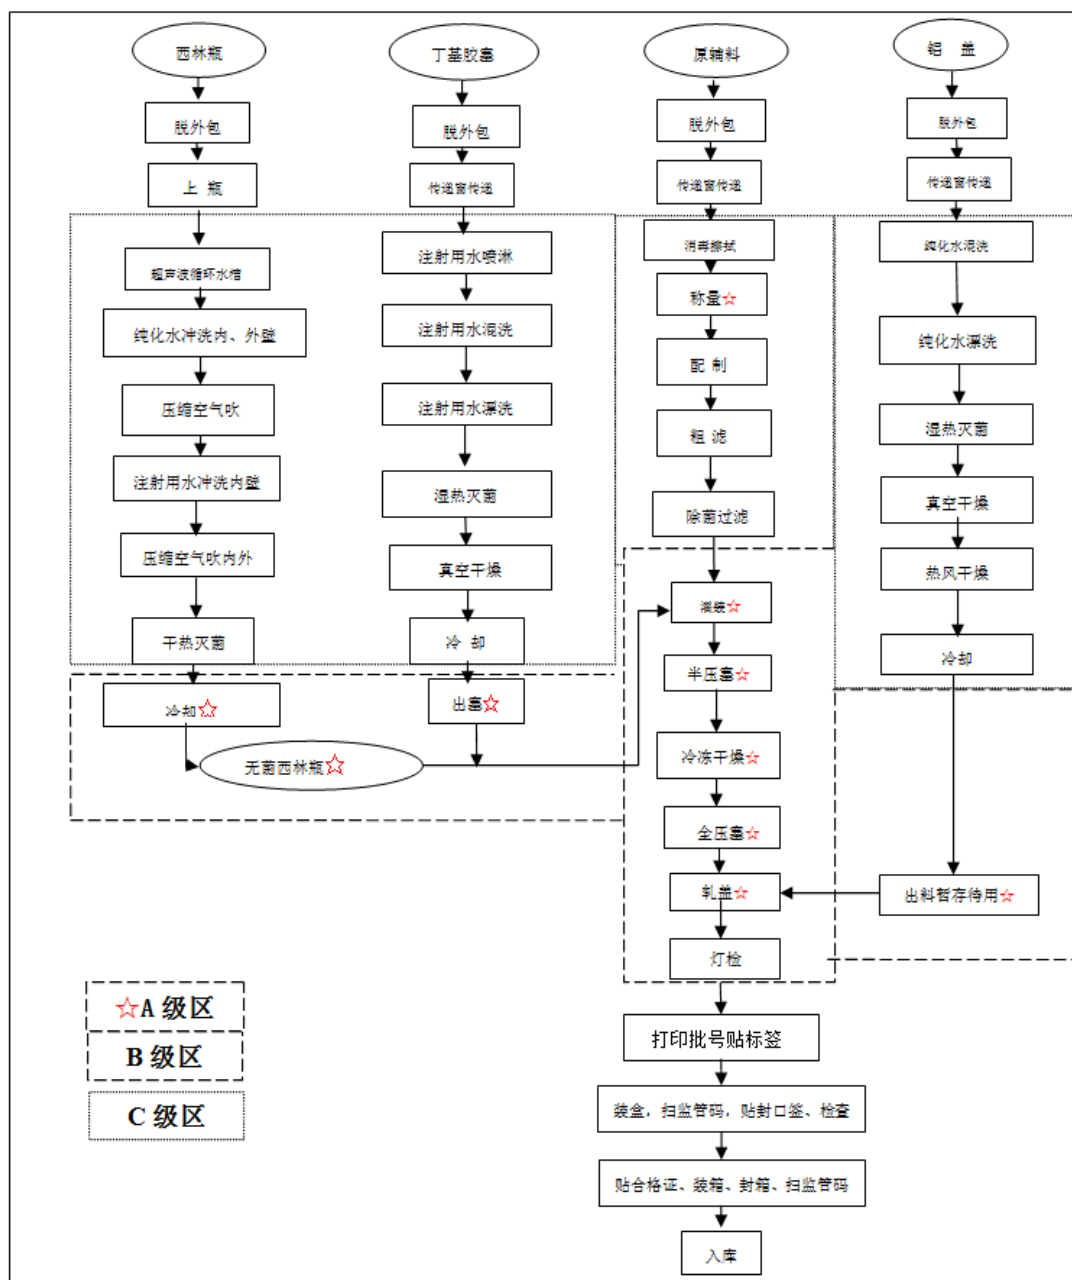 西林瓶
丁基胶塞
原辅料
铝 盖
脱外包
脱外包
脱外包
脱外包
上 瓶
传递窗传递
传递窗传递
传递窗传递
超声波循环水槽
注射用水喷淋
消毒擦拭
纯化水混洗
称量☆
纯化水冲洗内、外壁
注射用水混洗
配 制
纯化水漂洗
压缩空气吹
注射用水漂洗
粗 滤
湿热灭菌
注射用水冲洗内壁
湿热灭菌
除菌过滤
真空干燥
压缩空气吹内外
真空干燥
灌装☆
热风干燥
干热灭菌
冷 却
半压塞☆
冷却
冷却☆
出塞☆
无菌西林瓶☆
冷冻干燥☆
全压塞☆
轧盖☆
出料暂存待用☆
灯检
☆A 级区
B 级区
C 级区
打印批号贴标签
装盒，扫监管码，贴封口签、检查
贴合格证、装箱、封箱、扫监管码
入库